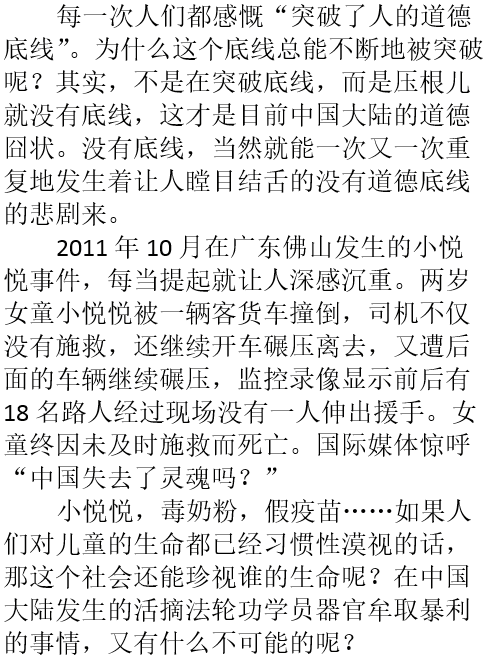 每一次人们都感慨“突破了人的道德
底线”。为什么这个底线总能不断地被突破
呢？其实，不是在突破底线，而是压根儿
就没有底线，这才是目前中国大陆的道德
囧状。没有底线，当然就能一次又一次重
复地发生着让人瞠目结舌的没有道德底线
的悲剧来。
2011 年 10 月在广东佛山发生的小悦
悦事件，每当提起就让人深感沉重。两岁
女童小悦悦被一辆客货车撞倒，司机不仅
没有施救，还继续开车碾压离去，又遭后
面的车辆继续碾压，监控录像显示前后有
18 名路人经过现场没有一人伸出援手。女
童终因未及时施救而死亡。国际媒体惊呼
“中国失去了灵魂吗？”
小悦悦，毒奶粉，假疫苗……如果人
们对儿童的生命都已经习惯性漠视的话，
那这个社会还能珍视谁的生命呢？在中国
大陆发生的活摘法轮功学员器官牟取暴利
的事情，又有什么不可能的呢？